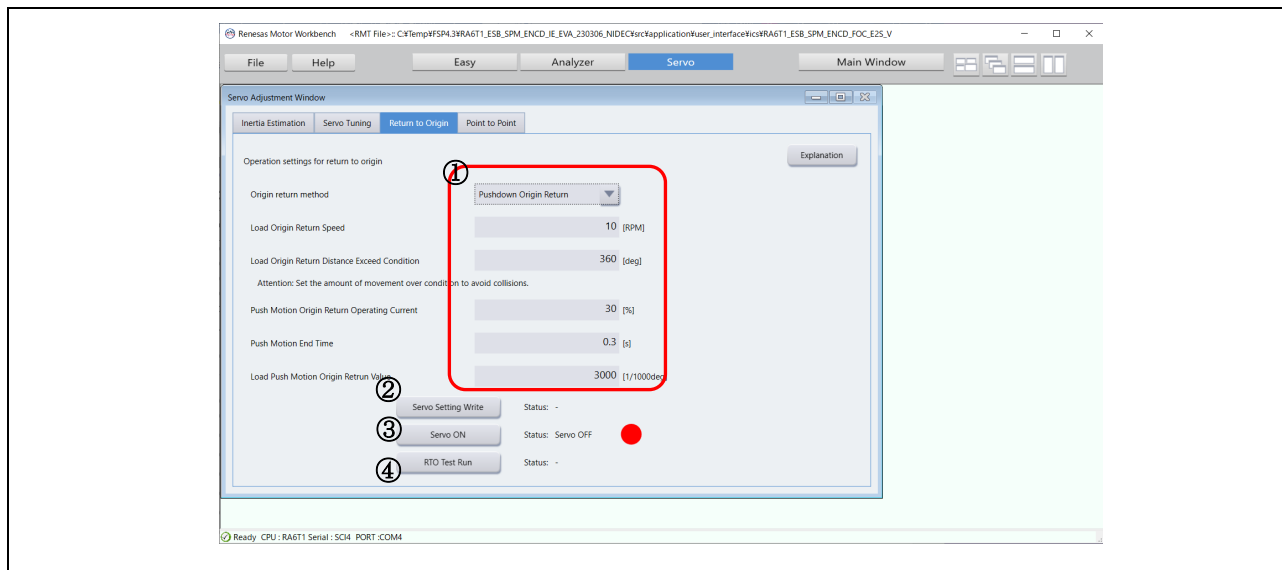 Renesas Motor Workbench <RMT File>:: C:¥Temp¥FSP4.3¥RA6T1_ESB_SPM_ENCD_IE_EVA_230306_NIDEC¥src¥application¥user_interface¥ics¥RA6T1_ESB_SPM_ENCD_FOC_E2S_V
File Help Easy Analyzer Servo Main Window
Servo Adjustment Window
Inertia Estimation Servo Tuning Return to Origin Point to Point
Operation settings for return to origin Explanation
①
Origin return method Pushdown Origin Return
Load Origin Return Speed 10 [RPM]
Load Origin Return Distance Exceed Condition 360 [deg]
Attention: Set the amount of movement over condition to avoid collisions.
Push Motion Origin Return Operating Current 30 [%]
Push Motion End Time 0.3 [s]
Load Push Motion Origin Retrun Value 3000 [1/1000deg]
② Servo Setting Write Status: -
③ Servo ON Status: Servo OFF
④ RTO Test Run Status: -
Ready CPU : RA6T1 Serial : SCI4 PORT :COM4